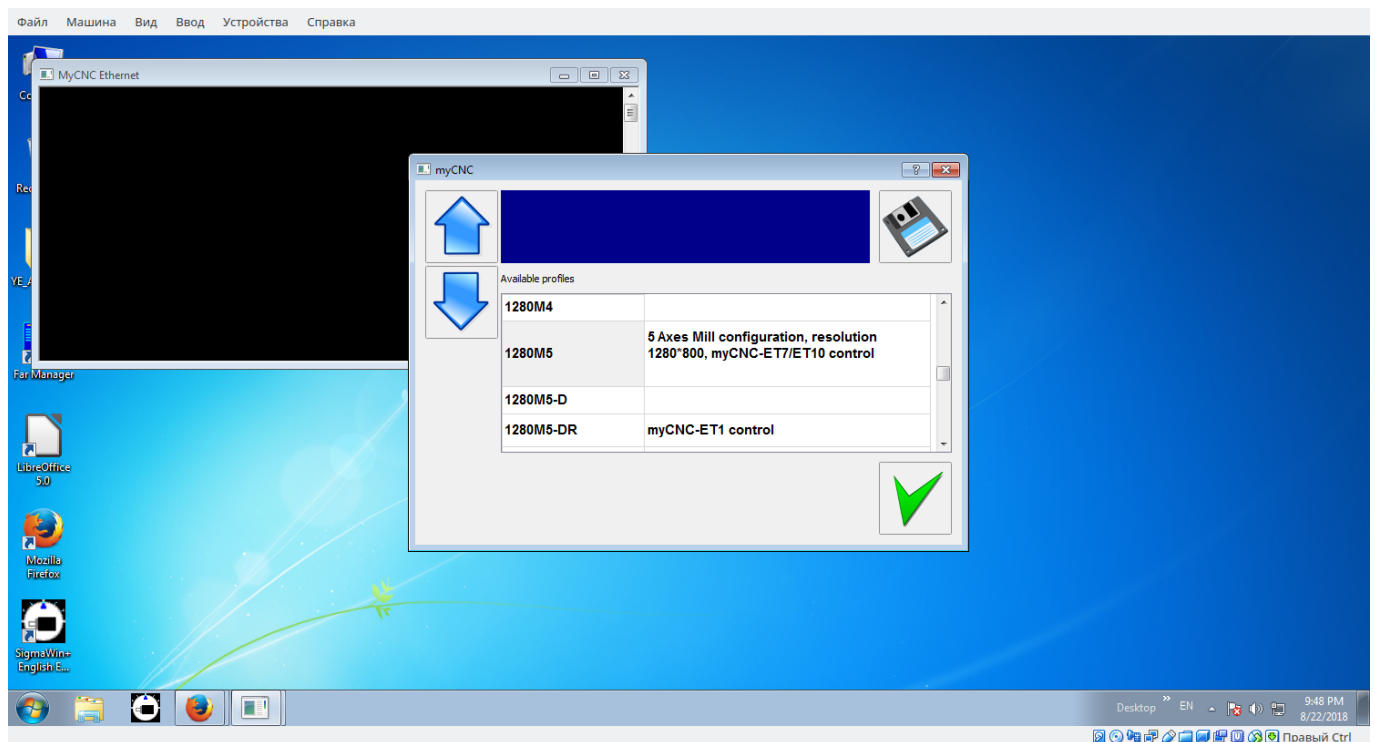 Файл Машина Вид Ввод Устройства Справка
MyCNC Ethernet
myCNC
Available profiles
1280M4
1280M5
5 Axes Mill configuration, resolution
1280*800, myCNC-ET7/ET10 control
1280M5-D
1280M5-DR
myCNC-ET1 control
Far Manager
LibreOffice
5.0
Mozilla
Firefox
SigmaWin+
English E...
Desktop
EN
9:48 PM
8/22/2018
Правый Ctrl